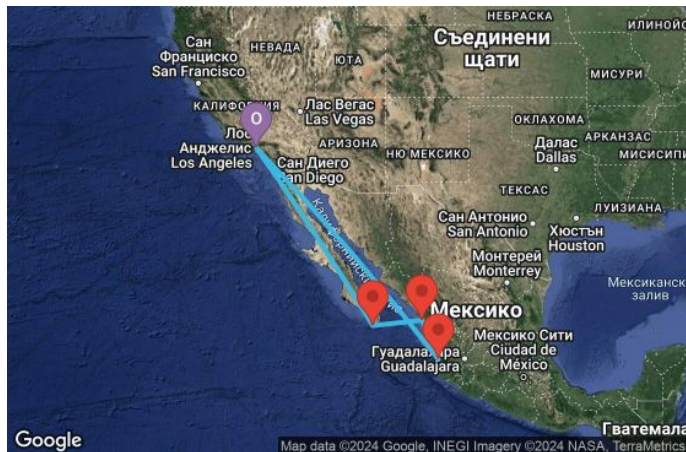 НЕБРАСКА
ИЛИНОЙС
Сан
Франциско
San Francisco
НЕВАДА
ЮТА
Съединени
щати
МИСУРИ
КАЛИФОРНИЯ
Лас Вегас
Las Vegas
ОКЛАХОМА
АРКАНЗАС
O
Лос
Анджелис
Los Angeles
АРИЗОНА
НЮ МЕКСИКО
Далас
Dallas
МИСИСИПИ
Сан Диего
San Diego
ТЕКСАС
ЛУИЗИАНА
Сан Антонио
San Antonio
Хюстън
Houston
Монтерей
Monterrey
Мексикански
залив
Мексико
Гуадалахара
Guadalajara
Мексико Сити
Ciudad de
México
Гватемала
Google
Map data ©2024 Google, INEGI Imagery ©2024 NASA, TerraMetrics